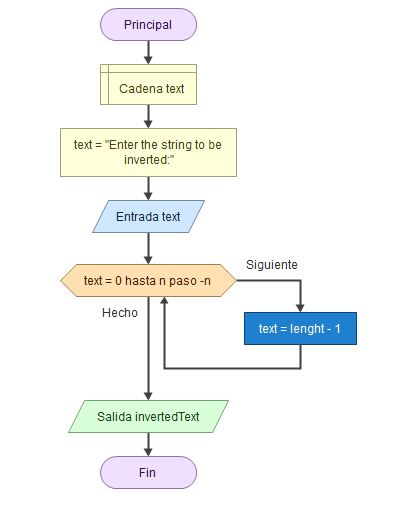 Principal
Cadena text
text = "Enter the string to be
inverted:"
Entrada text
text = 0 hasta n paso -n
Siguiente
Hecho
text = lenght - 1
Salida invertedText
Fin